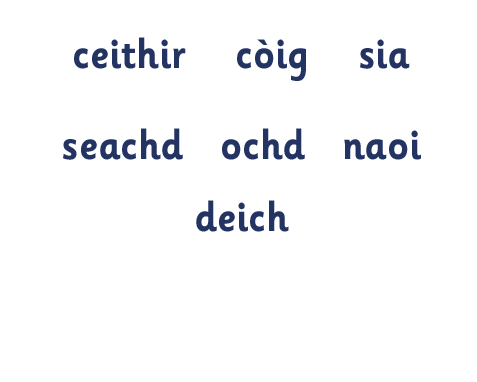 ceithir còig sia
seachd ochd naoi
deich